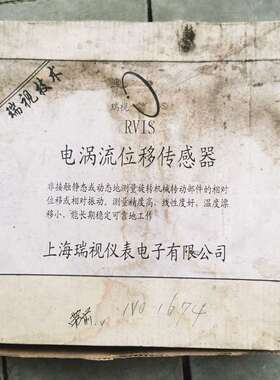 瑞视技术
瑞视
RVIS
电涡流位移传感器
非接触静态或动态地测量旋转机械转动部件的相对
位移或相对振动，测量精度高、线性度好，温度漂
移小，能长期稳定可靠地工作
上海瑞视仪表电子有限公司
1674